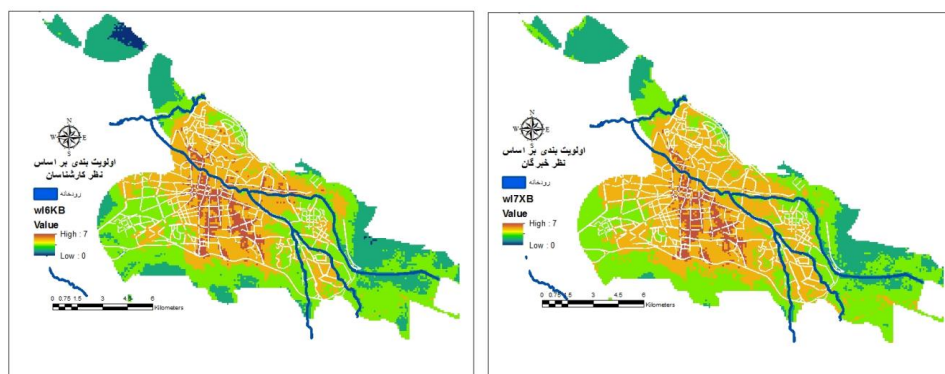 N
W
E
S
اولویت بندی بر اساس
نظر کارشناسان
رودخانه
wl6KB
Value
High : 7
Low : 0
0 0.75 1.5 3 4.5 6
Kilometers
N
W
E
S
اولویت بندی بر اساس
نظر خبرگان
رودخانه
wl7XB
Value
High : 7
Low : 0
0 0.75 1.5 3 4.5 6
Kilometers